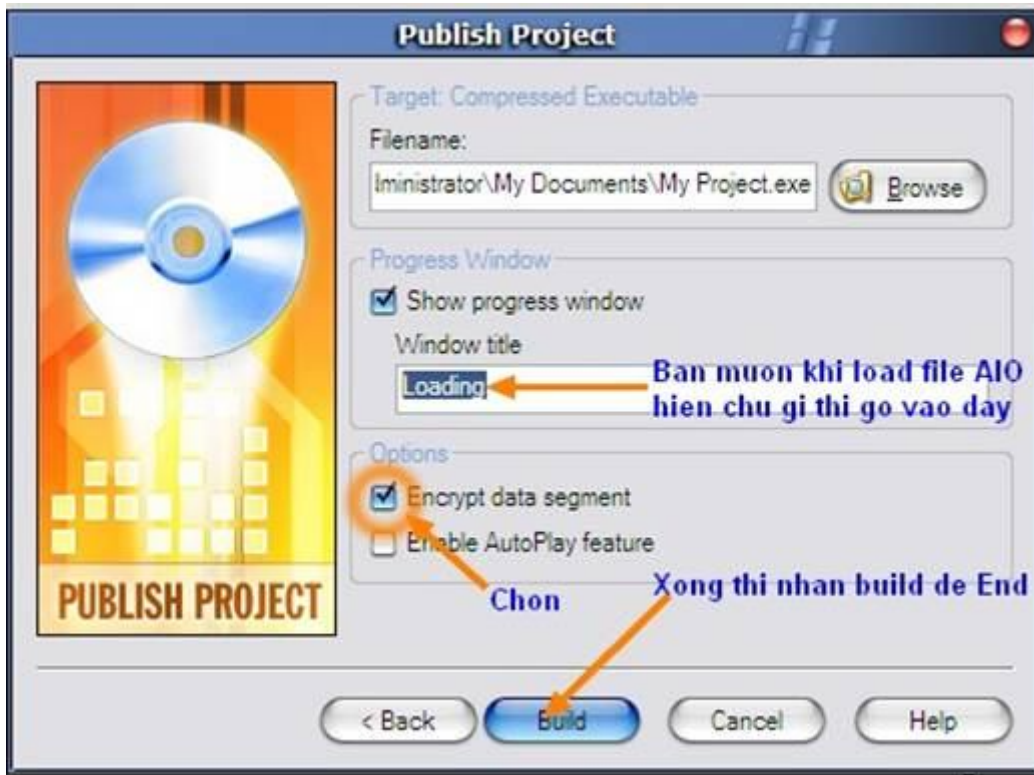 Publish Project
Target: Compressed Executable
Filename:
lministrator\My Documents\My Project.exe
Browse
Progress Window
Show progress window
Window title
Loading
Ban muon khi load file AIO
hien chu gi thi go vao day
Options
Encrypt data segment
Enable AutoPlay feature
Chon
Xong thi nhan build de End
PUBLISH PROJECT
< Back
Build
Cancel
Help